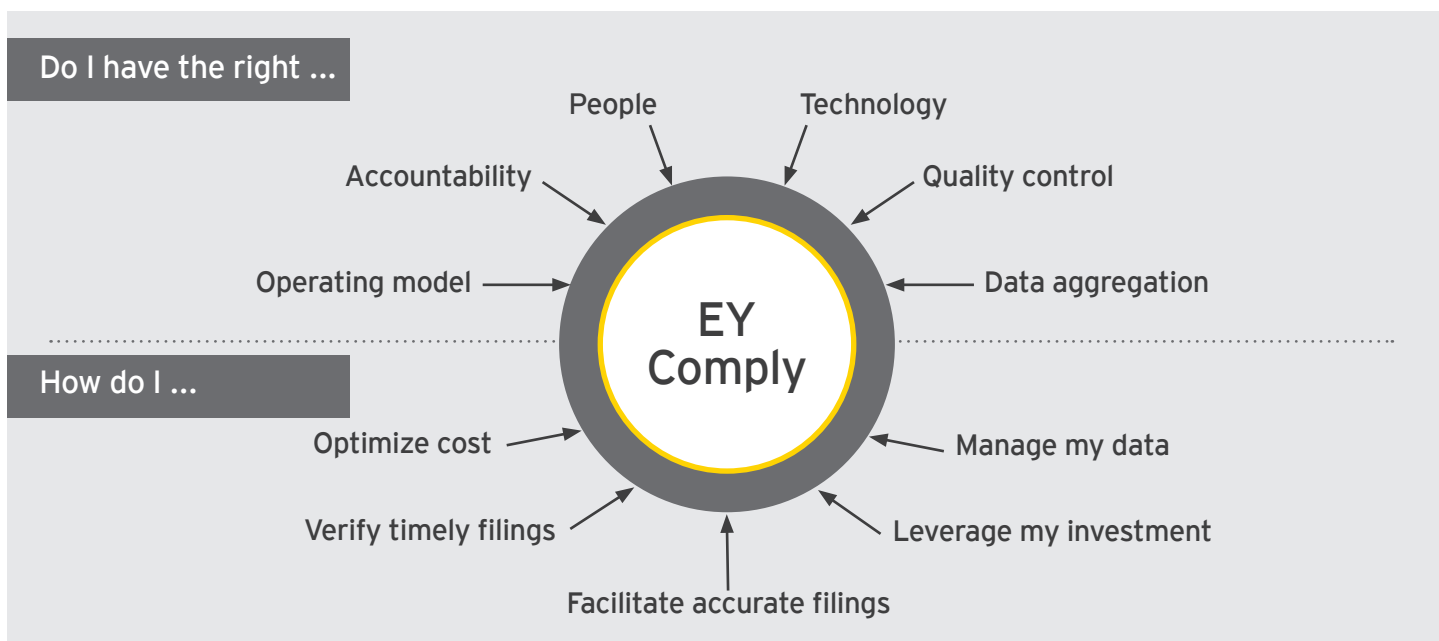 Do I have the right ...
People
Technology
Accountability
Quality control
Operating model
Data aggregation
EY
Comply
How do I ...
Optimize cost
Manage my data
Verify timely filings
Leverage my investment
Facilitate accurate filings